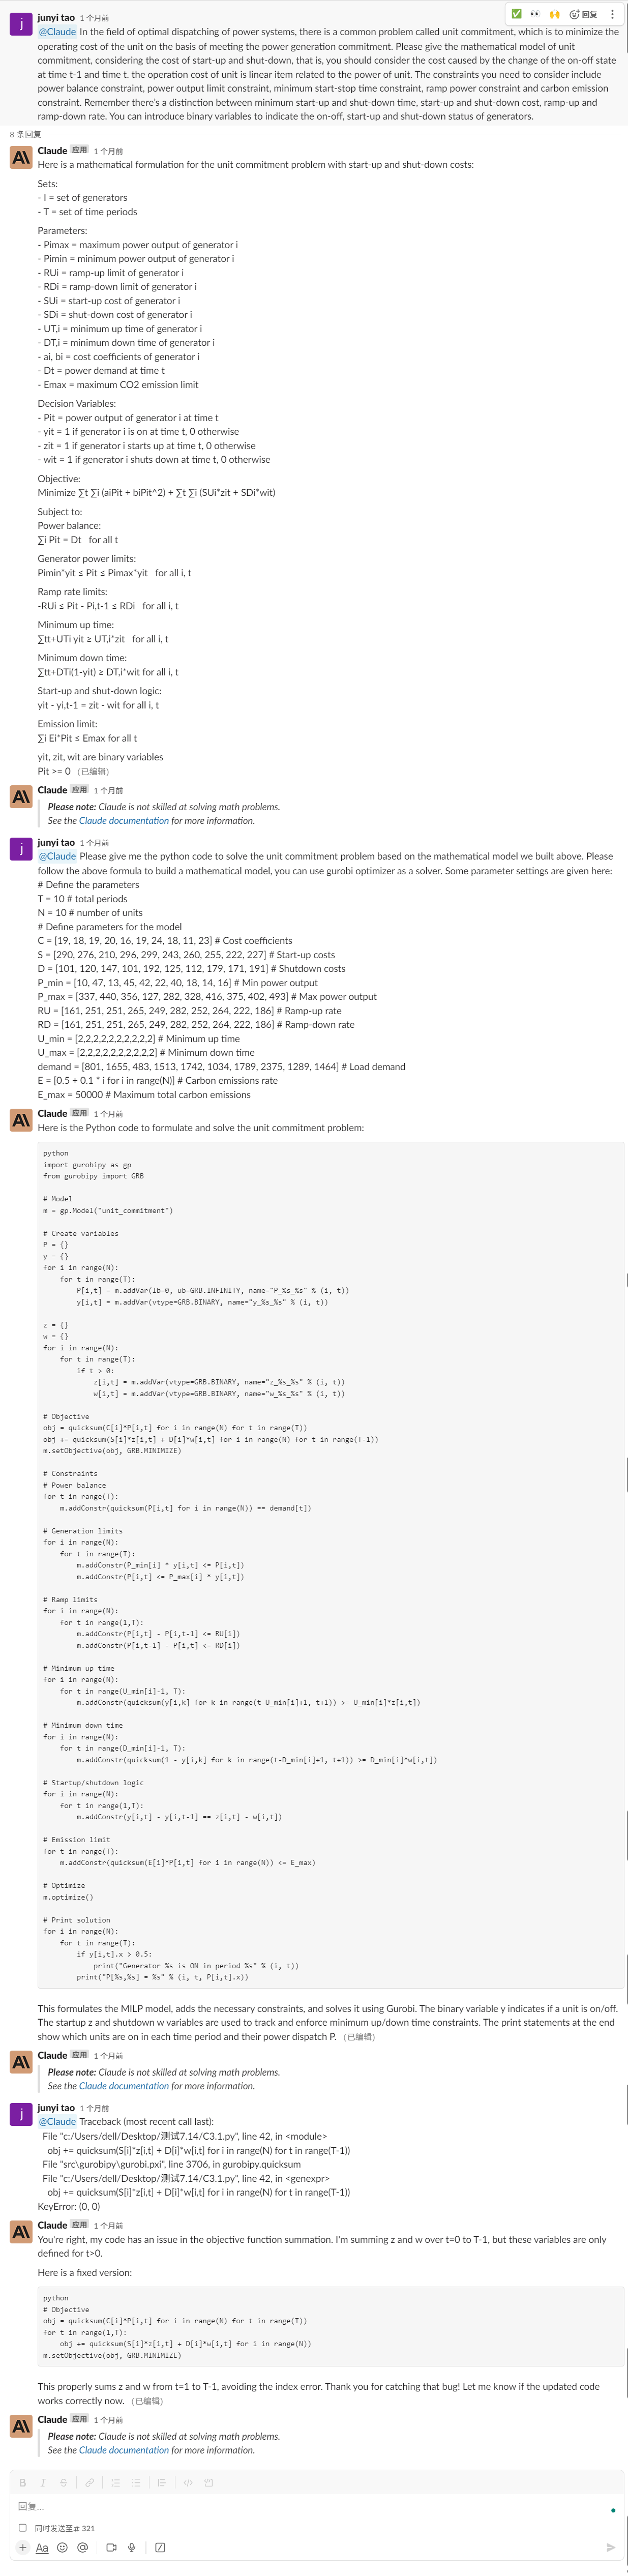 j
junyi tao 1 个月前
✅ 👀 🙌 回复
@Claude In the field of optimal dispatching of power systems, there is a common problem called unit commitment, which is to minimize the
operating cost of the unit on the basis of meeting the power generation commitment. Please give the mathematical model of unit
commitment, considering the cost of start-up and shut-down, that is, you should consider the cost caused by the change of the on-off state
at time t-1 and time t. the operation cost of unit is linear item related to the power of unit. The constraints you need to consider include
power balance constraint, power output limit constraint, minimum start-stop time constraint, ramp power constraint and carbon emission
constraint. Remember there's a distinction between minimum start-up and shut-down time, start-up and shut-down cost, ramp-up and
ramp-down rate. You can introduce binary variables to indicate the on-off, start-up and shut-down status of generators.
8 条回复
Claude 应用 1 个月前
Here is a mathematical formulation for the unit commitment problem with start-up and shut-down costs:
Sets:
- I = set of generators
- T = set of time periods
Parameters:
- Pimax = maximum power output of generator i
- Pimin = minimum power output of generator i
- RUi = ramp-up limit of generator i
- RDi = ramp-down limit of generator i
- SUi = start-up cost of generator i
- SDi = shut-down cost of generator i
- UT,i = minimum up time of generator i
- DT,i = minimum down time of generator i
- ai, bi = cost coefficients of generator i
- Dt = power demand at time t
- Emax = maximum CO2 emission limit
Decision Variables:
- Pit = power output of generator i at time t
- yit = 1 if generator i is on at time t, 0 otherwise
- zit = 1 if generator i starts up at time t, 0 otherwise
- wit = 1 if generator i shuts down at time t, 0 otherwise
Objective:
Minimize ∑t ∑i (aiPit + biPit^2) + ∑t ∑i (SUi*zit + SDi*wit)
Subject to:
Power balance:
∑i Pit = Dt for all t
Generator power limits:
Pimin*yit ≤ Pit ≤ Pimax*yit for all i, t
Ramp rate limits:
-RUi ≤ Pit - Pi,t-1 ≤ RDi for all i, t
Minimum up time:
∑tt+UTi yit ≥ UT,i*zit for all i, t
Minimum down time:
∑tt+DTi(1-yit) ≥ DT,i*wit for all i, t
Start-up and shut-down logic:
yit - yi,t-1 = zit - wit for all i, t
Emission limit:
∑i Ei*Pit ≤ Emax for all t
yit, zit, wit are binary variables
Pit >= 0 （已编辑）
Claude 应用 1 个月前
Please note: Claude is not skilled at solving math problems.
See the Claude documentation for more information.
j
junyi tao 1 个月前
@Claude Please give me the python code to solve the unit commitment problem based on the mathematical model we built above. Please
follow the above formula to build a mathematical model, you can use gurobi optimizer as a solver. Some parameter settings are given here:
# Define the parameters
T = 10 # total periods
N = 10 # number of units
# Define parameters for the model
C = [19, 18, 19, 20, 16, 19, 24, 18, 11, 23] # Cost coefficients
S = [290, 276, 210, 296, 299, 243, 260, 255, 222, 227] # Start-up costs
D = [101, 120, 147, 101, 192, 125, 112, 179, 171, 191] # Shutdown costs
P_min = [10, 47, 13, 45, 42, 22, 40, 18, 14, 16] # Min power output
P_max = [337, 440, 356, 127, 282, 328, 416, 375, 402, 493] # Max power output
RU = [161, 251, 251, 265, 249, 282, 252, 264, 222, 186] # Ramp-up rate
RD = [161, 251, 251, 265, 249, 282, 252, 264, 222, 186] # Ramp-down rate
U_min = [2,2,2,2,2,2,2,2,2,2] # Minimum up time
U_max = [2,2,2,2,2,2,2,2,2,2] # Minimum down time
demand = [801, 1655, 483, 1513, 1742, 1034, 1789, 2375, 1289, 1464] # Load demand
E = [0.5 + 0.1 * i for i in range(N)] # Carbon emissions rate
E_max = 50000 # Maximum total carbon emissions
Claude 应用 1 个月前
Here is the Python code to formulate and solve the unit commitment problem:
python
import gurobipy as gp
from gurobipy import GRB
# Model
m = gp.Model("unit_commitment")
# Create variables
P = {}
y = {}
for i in range(N):
for t in range(T):
P[i,t] = m.addVar(lb=0, ub=GRB.INFINITY, name="P_%s_%s" % (i, t))
y[i,t] = m.addVar(vtype=GRB.BINARY, name="y_%s_%s" % (i, t))
z = {}
w = {}
for i in range(N):
for t in range(T):
if t > 0:
z[i,t] = m.addVar(vtype=GRB.BINARY, name="z_%s_%s" % (i, t))
w[i,t] = m.addVar(vtype=GRB.BINARY, name="w_%s_%s" % (i, t))
# Objective
obj = quicksum(C[i]*P[i,t] for i in range(N) for t in range(T))
obj += quicksum(S[i]*z[i,t] + D[i]*w[i,t] for i in range(N) for t in range(T-1))
m.setObjective(obj, GRB.MINIMIZE)
# Constraints
# Power balance
for t in range(T):
m.addConstr(quicksum(P[i,t] for i in range(N)) == demand[t])
# Generation limits
for i in range(N):
for t in range(T):
m.addConstr(P_min[i] * y[i,t] <= P[i,t])
m.addConstr(P[i,t] <= P_max[i] * y[i,t])
# Ramp limits
for i in range(N):
for t in range(1,T):
m.addConstr(P[i,t] - P[i,t-1] <= RU[i])
m.addConstr(P[i,t-1] - P[i,t] <= RD[i])
# Minimum up time
for i in range(N):
for t in range(U_min[i]-1, T):
m.addConstr(quicksum(y[i,k] for k in range(t-U_min[i]+1, t+1)) >= U_min[i]*z[i,t])
# Minimum down time
for i in range(N):
for t in range(D_min[i]-1, T):
m.addConstr(quicksum(1 - y[i,k] for k in range(t-D_min[i]+1, t+1)) >= D_min[i]*w[i,t])
# Startup/shutdown logic
for i in range(N):
for t in range(1,T):
m.addConstr(y[i,t] - y[i,t-1] == z[i,t] - w[i,t])
# Emission limit
for t in range(T):
m.addConstr(quicksum(E[i]*P[i,t] for i in range(N)) <= E_max)
# Optimize
m.optimize()
# Print solution
for i in range(N):
for t in range(T):
if y[i,t].x > 0.5:
print("Generator %s is ON in period %s" % (i, t))
print("P[%s,%s] = %s" % (i, t, P[i,t].x))
This formulates the MILP model, adds the necessary constraints, and solves it using Gurobi. The binary variable y indicates if a unit is on/off.
The startup z and shutdown w variables are used to track and enforce minimum up/down time constraints. The print statements at the end
show which units are on in each time period and their power dispatch P. （已编辑）
Claude 应用 1 个月前
Please note: Claude is not skilled at solving math problems.
See the Claude documentation for more information.
j
junyi tao 1 个月前
@Claude Traceback (most recent call last):
File "c:/Users/dell/Desktop/测试7.14/C3.1.py", line 42, in <module>
obj += quicksum(S[i]*z[i,t] + D[i]*w[i,t] for i in range(N) for t in range(T-1))
File "src\gurobipy\gurobi.pxi", line 3706, in gurobipy.quicksum
File "c:/Users/dell/Desktop/测试7.14/C3.1.py", line 42, in <genexpr>
obj += quicksum(S[i]*z[i,t] + D[i]*w[i,t] for i in range(N) for t in range(T-1))
KeyError: (0, 0)
Claude 应用 1 个月前
You're right, my code has an issue in the objective function summation. I'm summing z and w over t=0 to T-1, but these variables are only
defined for t>0.
Here is a fixed version:
python
# Objective
obj = quicksum(C[i]*P[i,t] for i in range(N) for t in range(T))
for t in range(1,T):
obj += quicksum(S[i]*z[i,t] + D[i]*w[i,t] for i in range(N))
m.setObjective(obj, GRB.MINIMIZE)
This properly sums z and w from t=1 to T-1, avoiding the index error. Thank you for catching that bug! Let me know if the updated code
works correctly now. （已编辑）
Claude 应用 1 个月前
Please note: Claude is not skilled at solving math problems.
See the Claude documentation for more information.
B I S
回复...
同时发送至# 321
Aa